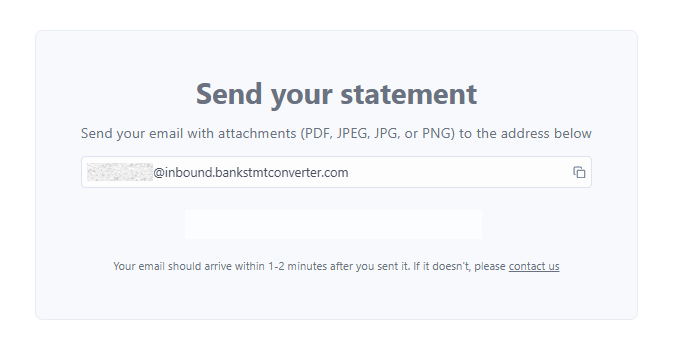 Send your statement
Send your email with attachments (PDF, JPEG, JPG, or PNG) to the address below
@inbound.bankstmtconverter.com
Your email should arrive within 1-2 minutes after you sent it. If it doesn't, please contact us